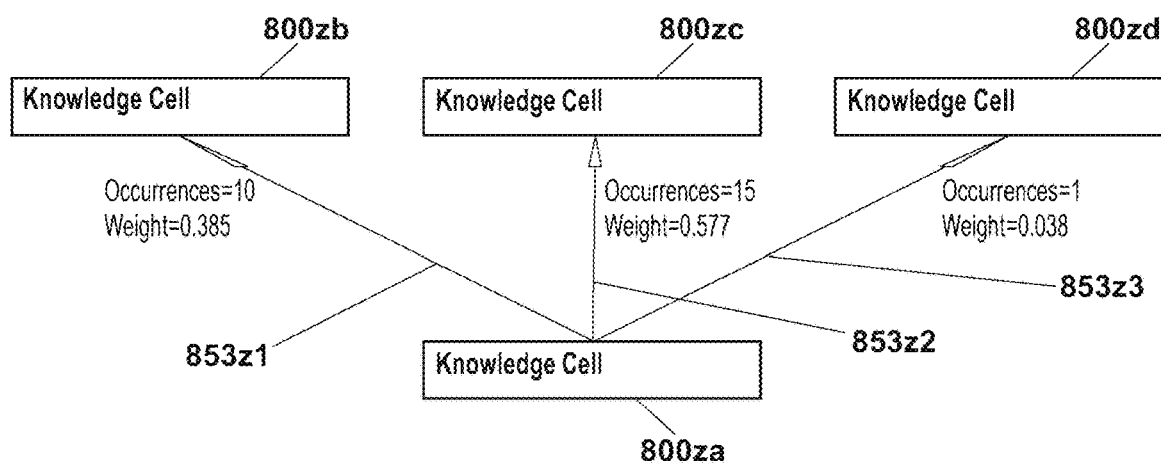 800zb
800zc
800zd
Knowledge Cell
Knowledge Cell
Knowledge Cell
Occurrences=10
Weight=0.385
Occurrences=15
Weight=0.577
Occurrences=1
Weight=0.038
853z3
853z2
853z1
Knowledge Cell
800za